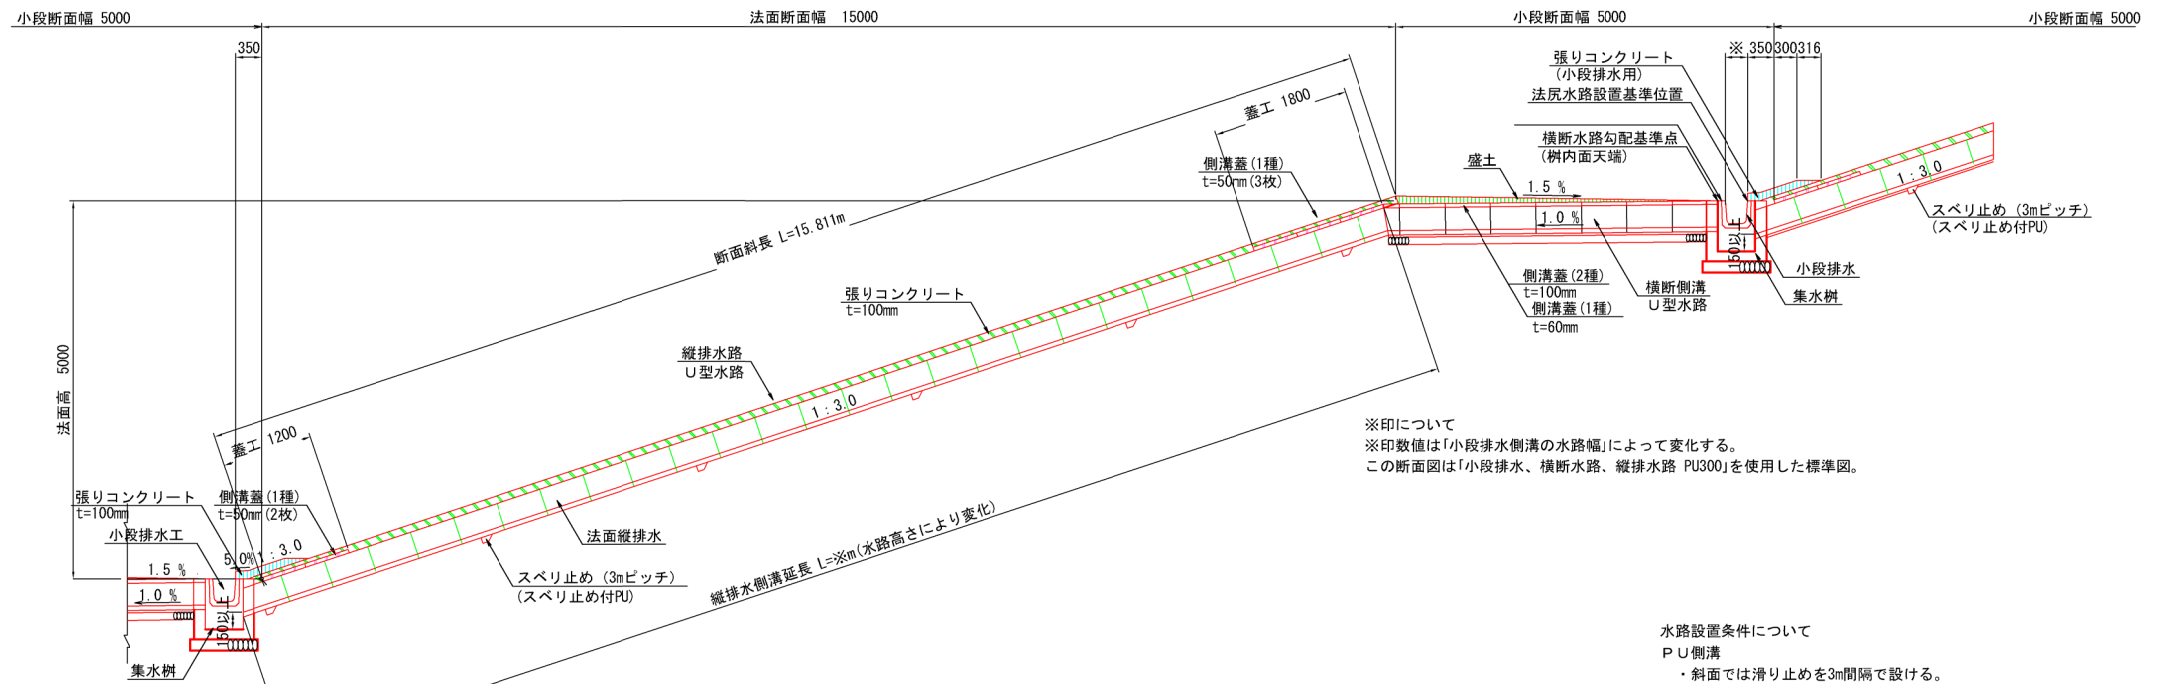 小段断面幅 5000
法面断面幅 15000
小段断面幅 5000
小段断面幅 5000
350
※ 350 300 316
張りコンクリート
(小段排水用)
法尻水路設置基準位置
横断水路勾配基準点
(桝内面天端)
蓋工 1800
側溝蓋(1種)
t=50mm(3枚)
盛土
1.5 %
1.0 %
1:3.0
スベリ止め (3mピッチ)
(スベリ止め付PU)
150以上
小段排水
集水桝
側溝蓋(2種)
t=100mm
側溝蓋(1種)
t=60mm
横断側溝
U型水路
断面斜長 L=15.811m
張りコンクリート
t=100mm
縦排水路
U型水路
1:3.0
法面高 5000
※印について
※印数値は「小段排水側溝の水路幅」によって変化する。
この断面図は「小段排水、横断水路、縦排水路 PU300」を使用した標準図。
蓋工 1200
張りコンクリート
t=100mm
側溝蓋(1種)
t=50mm(2枚)
小段排水工
5.0%
1:3.0
1.5 %
1.0 %
150以上
集水桝
法面縦排水
スベリ止め (3mピッチ)
(スベリ止め付PU)
縦排水側溝延長 L=※m(水路高さにより変化)
水路設置条件について
PU側溝
・斜面では滑り止めを3m間隔で設ける。